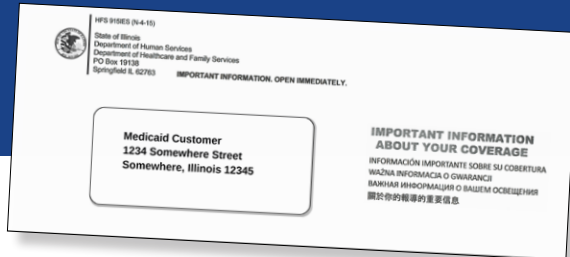 HFS 915IES (N-4-15)
State of Illinois
Department of Human Services
Department of Healthcare and Family Services
PO Box 19138
Springfield IL 62763
IMPORTANT INFORMATION. OPEN IMMEDIATELY.
Medicaid Customer
1234 Somewhere Street
Somewhere, Illinois 12345
IMPORTANT INFORMATION
ABOUT YOUR COVERAGE
INFORMACIÓN IMPORTANTE SOBRE SU COBERTURA
WAŻNA INFORMACJA O GWARANCJI
ВАЖНАЯ ИНФОРМАЦИЯ О ВАШЕМ ОСВЕЩЕНИЯ
關於你的報導的重要信息